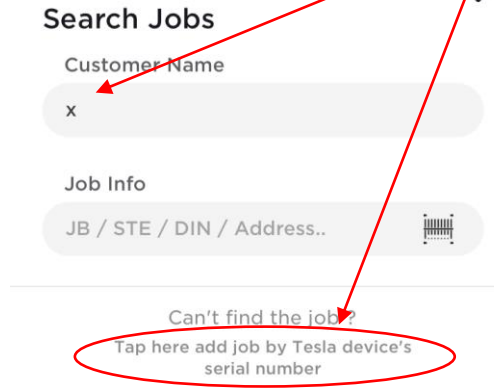 Search Jobs
Customer Name
x
Job Info
JB / STE / DIN / Address..
Can't find the job ?
Tap here add job by Tesla device's
serial number